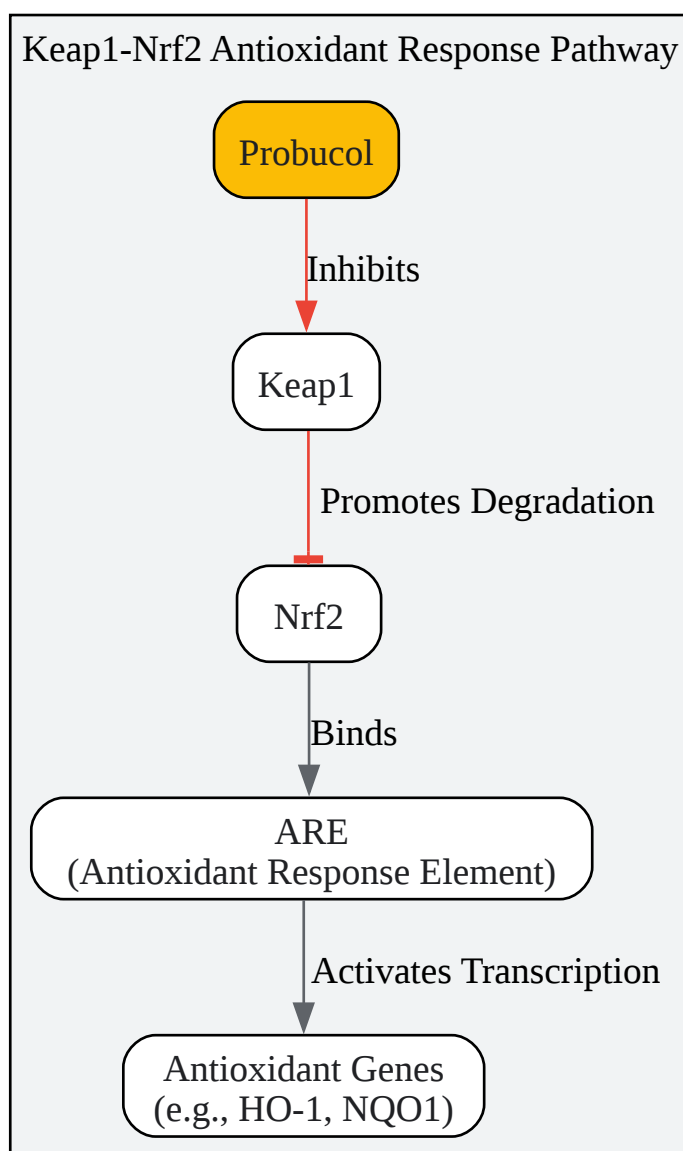 Keap1-Nrf2 Antioxidant Response Pathway
Probucol
Inhibits
Keap1
Promotes Degradation
Nrf2
Binds
ARE
(Antioxidant Response Element)
Activates Transcription
Antioxidant Genes
(e.g., HO-1, NQO1)